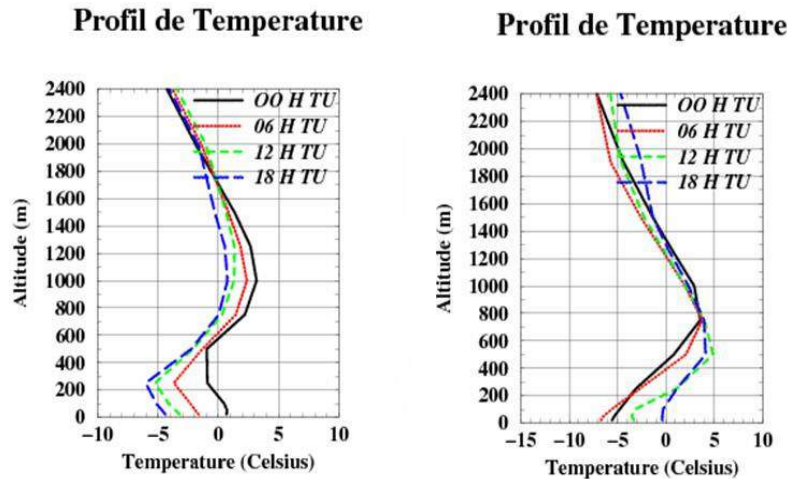 Profil de Temperature
2400
2200
2000
1800
1600
1400
1200
1000
800
600
400
200
0
Altitude (m)
OO H TU
06 H TU
12 H TU
18 H TU
−10
−5
0
5
10
Temperature (Celsius)
Profil de Temperature
2400
2200
2000
1800
1600
1400
1200
1000
800
600
400
200
0
Altitude (m)
OO H TU
06 H TU
12 H TU
18 H TU
−15
−10
−5
0
5
10
Temperature (Celsius)